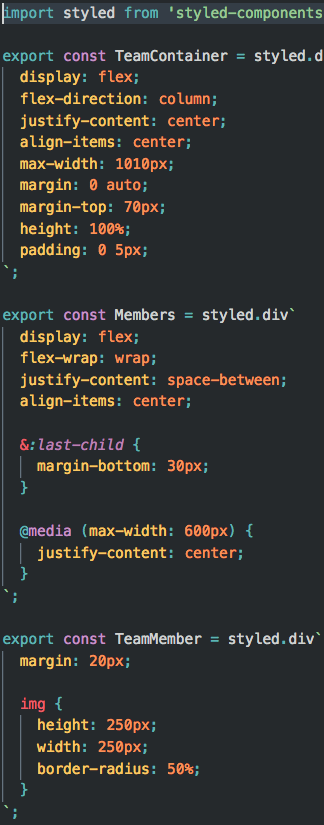 import styled from 'styled-components
export const TeamContainer = styled.d
display: flex;
flex-direction: column;
justify-content: center;
align-items: center;
max-width: 1010px;
margin: 0 auto;
margin-top: 70px;
height: 100%;
padding: 0 5px;
`;
export const Members = styled.div`
display: flex;
flex-wrap: wrap;
justify-content: space-between;
align-items: center;
&:last-child {
margin-bottom: 30px;
}
@media (max-width: 600px) {
justify-content: center;
}
`;
export const TeamMember = styled.div`
margin: 20px;
img {
height: 250px;
width: 250px;
border-radius: 50%;
}
`;